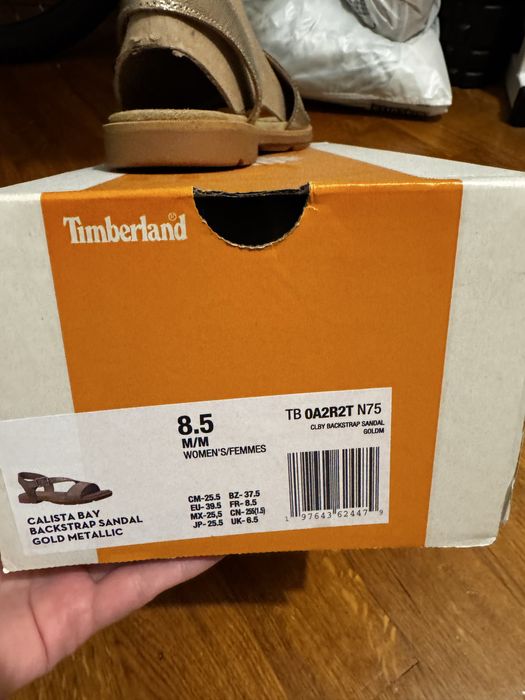 Timberland®
8.5
M/M
WOMEN'S/FEMMES
TB 0A2R2T N75
CLBY BACKSTRAP SANDAL
GOLDM
CALISTA BAY
BACKSTRAP SANDAL
GOLD METALLIC
CM-25.5 BZ-37.5
EU-39.5 FR-8.5
MX-25,5 CN-255(1.5)
JP-25.5 UK-6.5
1 97643 62447 9